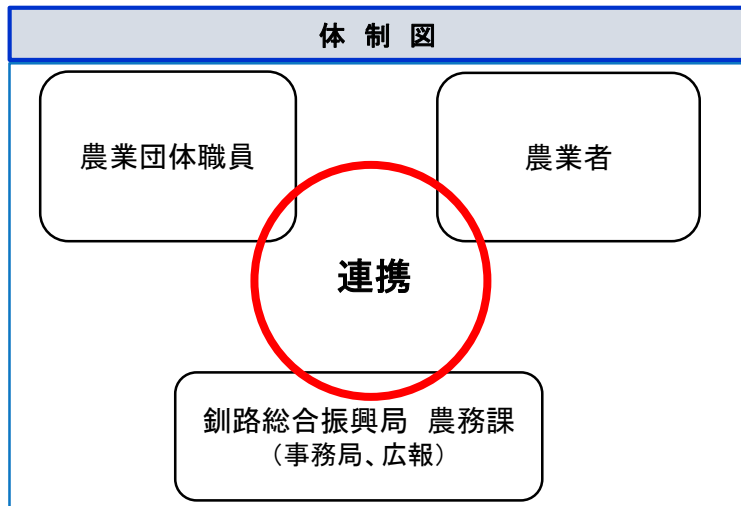 体 制 図
農業団体職員
農業者
連携
釧路総合振興局 農務課
（事務局、広報）